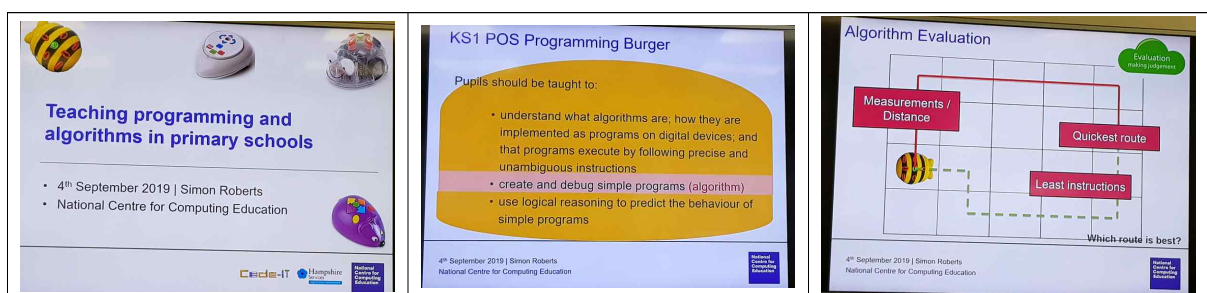 Teaching programming and
algorithms in primary schools
• 4th September 2019 | Simon Roberts
• National Centre for Computing Education
Code-IT
Hampshire
Services
National
Centre for
Computing
Education
KS1 POS Programming Burger
Pupils should be taught to:
• understand what algorithms are; how they are
implemented as programs on digital devices; and
that programs execute by following precise and
unambiguous instructions
• create and debug simple programs (algorithm)
• use logical reasoning to predict the behaviour of
simple programs
4th September 2019 | Simon Roberts
National Centre for Computing Education
National
Centre for
Computing
Education
Algorithm Evaluation
Evaluation
making judgement
Measurements /
Distance
Quickest route
Least instructions
Which route is best?
4th September 2019 | Simon Roberts
National Centre for Computing Education
National
Centre for
Computing
Education